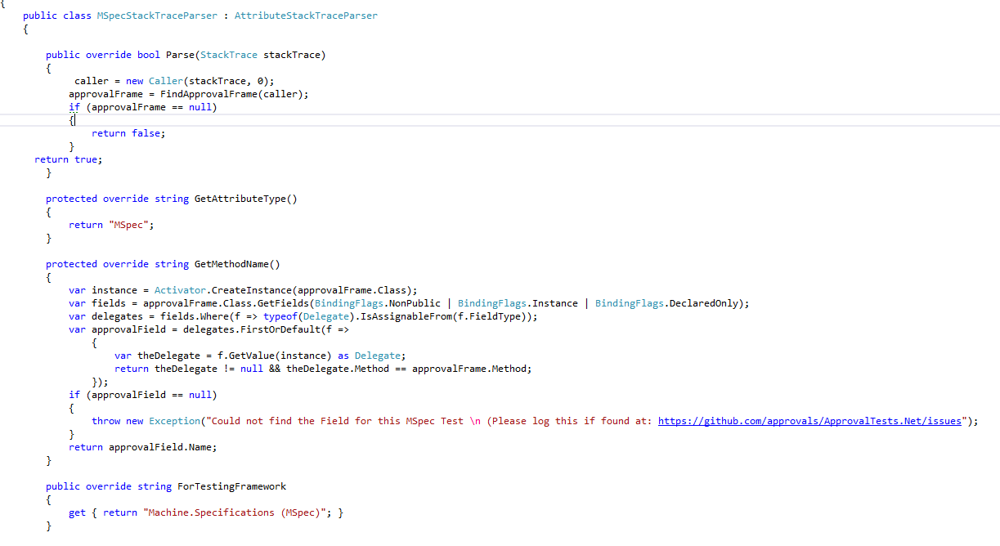 {
    public class MSpecStackTraceParser : AttributeStackTraceParser
    {

        public override bool Parse(StackTrace stackTrace)
        {
             caller = new Caller(stackTrace, 0);
            approvalFrame = FindApprovalFrame(caller);
            if (approvalFrame == null)
            {
                return false;
            }
      return true;
        }

        protected override string GetAttributeType()
        {
            return "MSpec";
        }

        protected override string GetMethodName()
        {
            var instance = Activator.CreateInstance(approvalFrame.Class);
            var fields = approvalFrame.Class.GetFields(BindingFlags.NonPublic | BindingFlags.Instance | BindingFlags.DeclaredOnly);
            var delegates = fields.Where(f => typeof(Delegate).IsAssignableFrom(f.FieldType));
            var approvalField = delegates.FirstOrDefault(f =>
                {
                    var theDelegate = f.GetValue(instance) as Delegate;
                    return theDelegate != null && theDelegate.Method == approvalFrame.Method;
                });
            if (approvalField == null)
            {
                throw new Exception("Could not find the Field for this MSpec Test \n (Please log this if found at: https://github.com/approvals/ApprovalTests.Net/issues");
            }
            return approvalField.Name;
        }

        public override string ForTestingFramework
        {
            get { return "Machine.Specifications (MSpec)"; }
        }